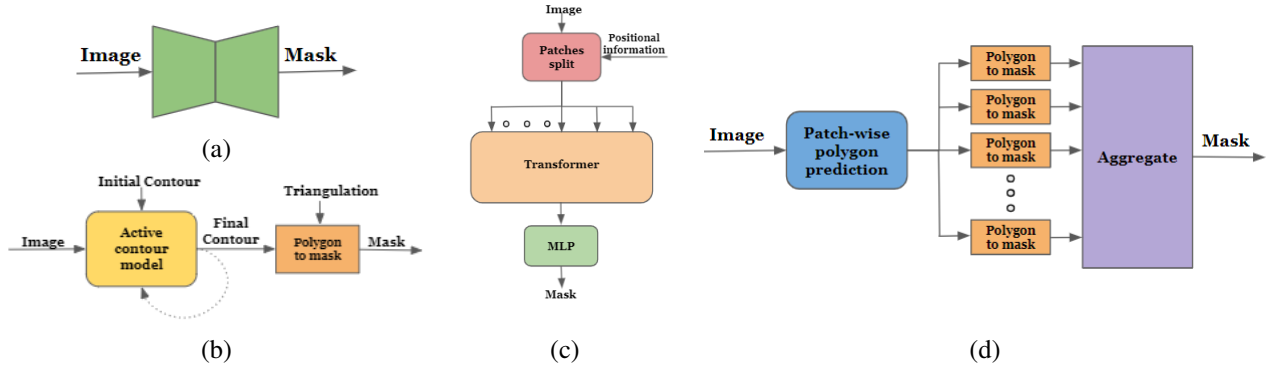 Image
Mask
(a)
Initial Contour
Image
Active
contour
model
Final
Contour
Triangulation
Polygon
to mask
Mask
(b)
Image
Positional
information
Patches
split
Transformer
MLP
Mask
(c)
Image
Patch-wise
polygon
prediction
Polygon
to mask
Polygon
to mask
Polygon
to mask
Polygon
to mask
Aggregate
Mask
(d)